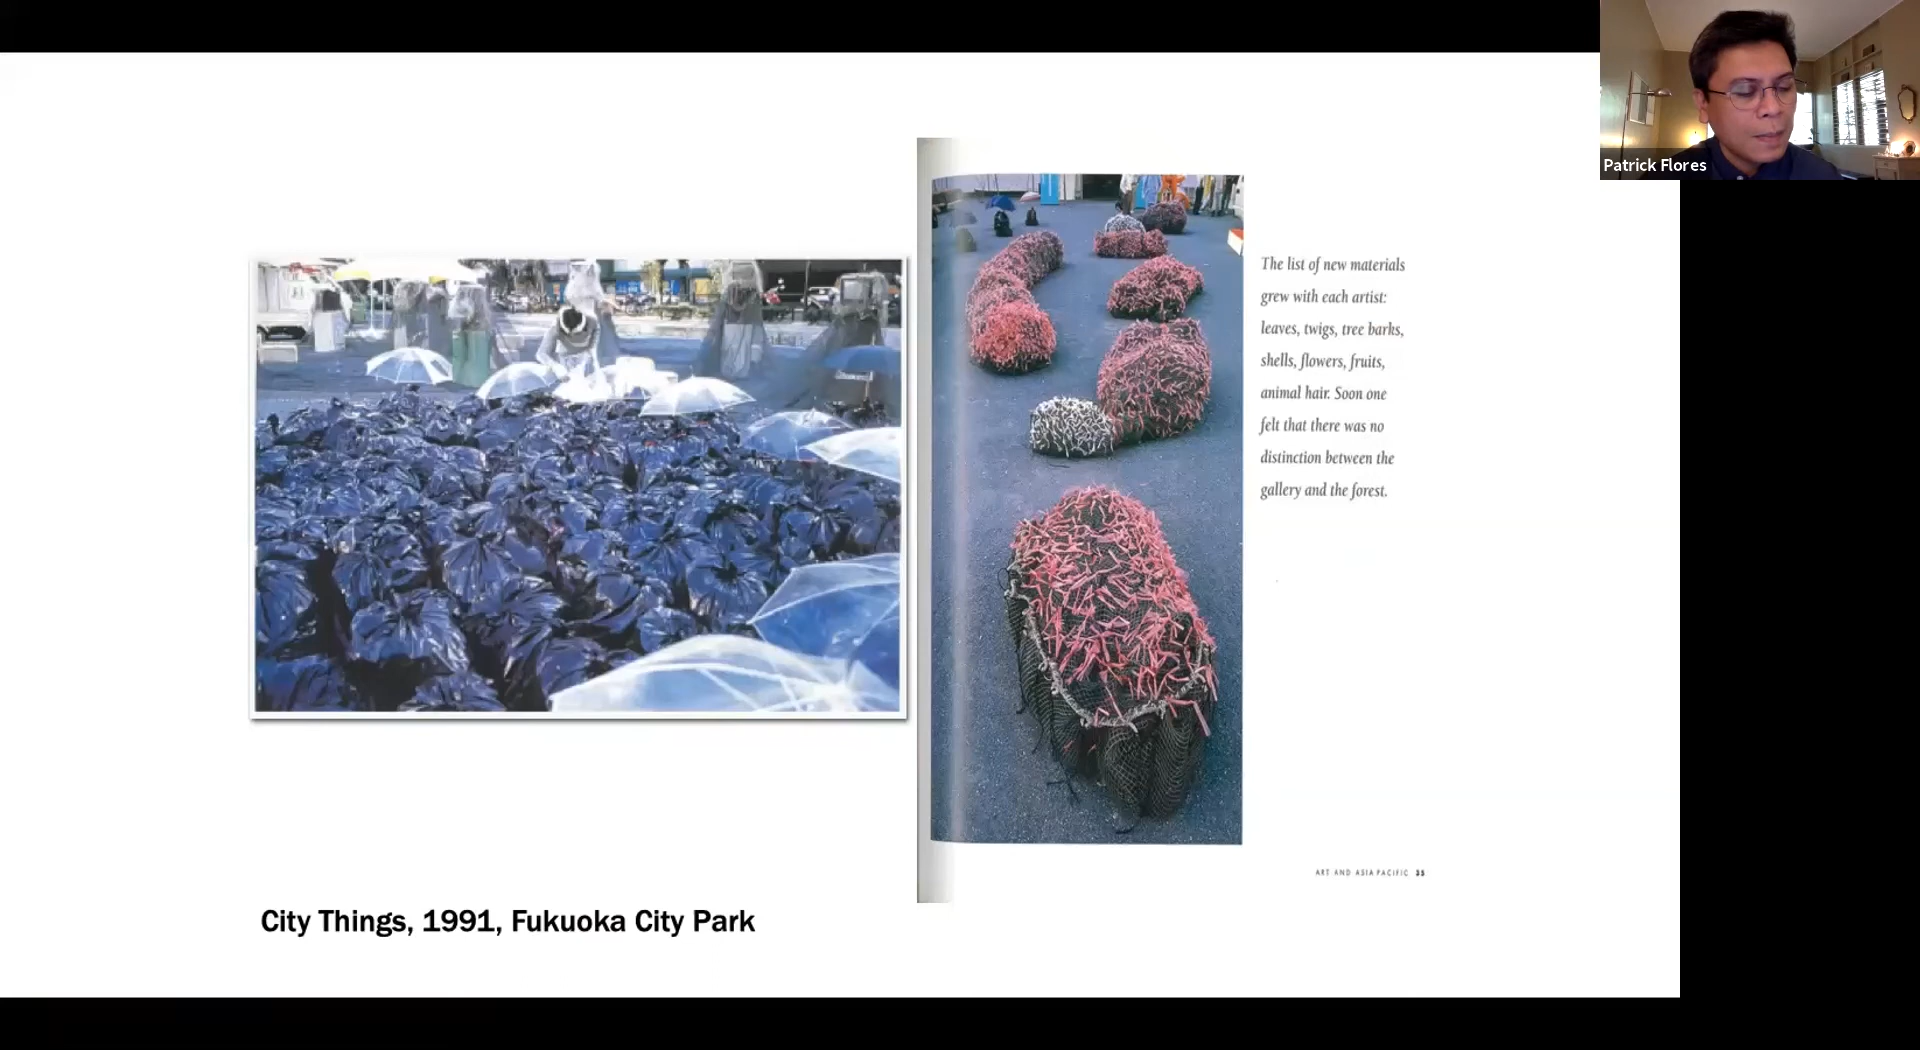 Patrick Flores
The list of new materials
grew with each artist:
leaves, twigs, tree barks,
shells, flowers, fruits,
animal hair. Soon one
felt that there was no
distinction between the
gallery and the forest.
ART AND ASIA PACIFIC 35
City Things, 1991, Fukuoka City Park